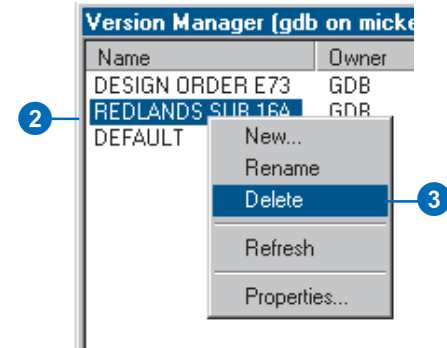 Version Manager (gdb on micke
Name Owner
DESIGN ORDER E73 GDB
2 REDLANDS SUB 16A GDB
DEFAULT
New...
Rename
Delete 3
Refresh
Properties...